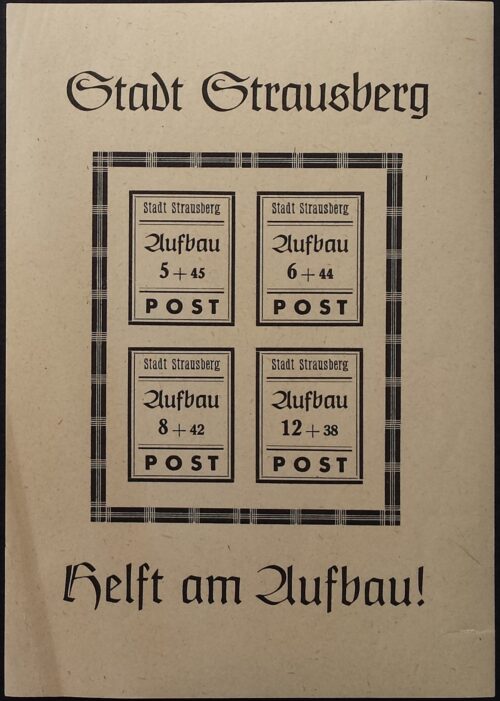 Stadt Strausberg
Stadt Strausberg
Aufbau
5 + 45
POST
Stadt Strausberg
Aufbau
6 + 44
POST
Stadt Strausberg
Aufbau
8 + 42
POST
Stadt Strausberg
Aufbau
12 + 38
POST
Helft am Aufbau!